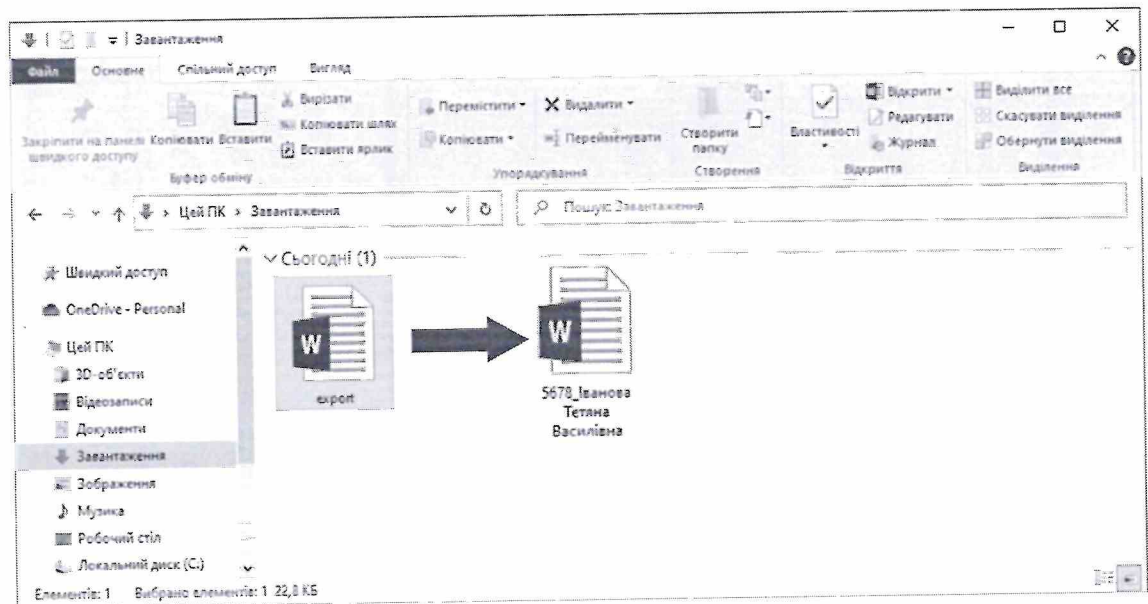 Завантаження
Файл Основне Спільний доступ Вигляд
Закріпити на панелі швидкого доступу
Копіювати
Вставити
Вирізати
Копіювати шлях
Вставити ярлик
Буфер обміну
Перемістити
Копіювати
Видалити
Перейменувати
Упорядкування
Створити папку
Створення
Властивості
Відкрити
Редагувати
Журнал
Відкриття
Виділити все
Скасувати виділення
Обернути виділення
Виділення
Цей ПК > Завантаження
Пошук: Завантаження
Швидкий доступ
OneDrive - Personal
Цей ПК
3D-об'єкти
Відеозаписи
Документи
Завантаження
Зображення
Музика
Робочий стіл
Локальний диск (C:)
Сьогодні (1)
export
5678_Іванова
Тетяна
Василівна
Елементів: 1 Вибрано елементів: 1 22,8 КБ
W
W